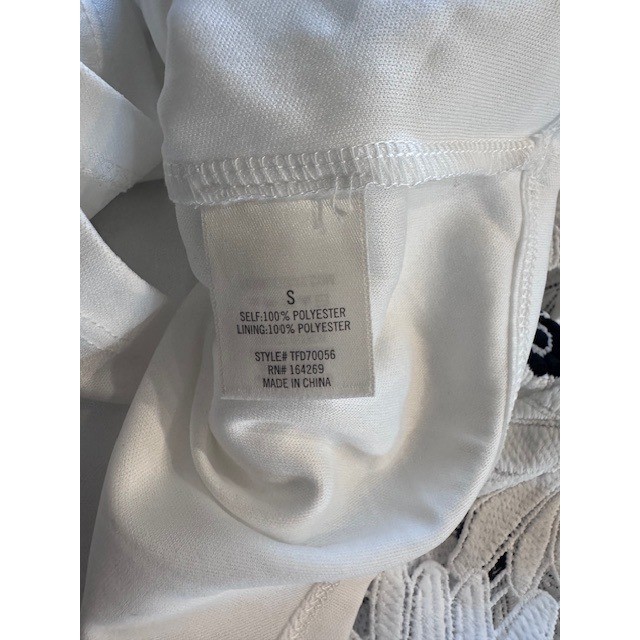 S
SELF:100% POLYESTER
LINING:100% POLYESTER
STYLE# TFD70056
RN# 164269
MADE IN CHINA